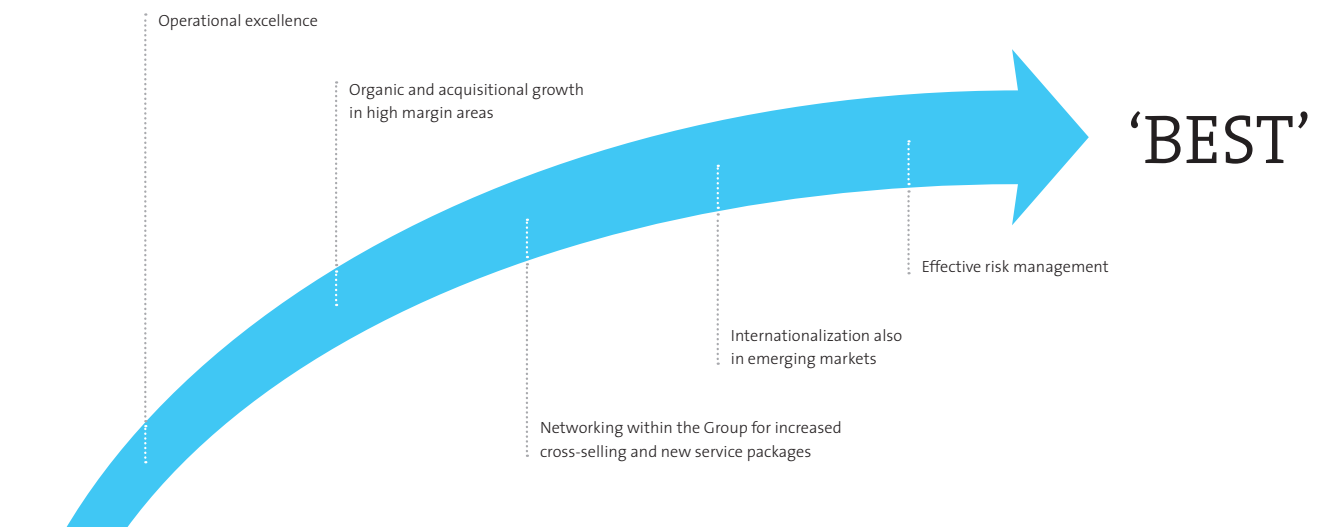 Operational excellence
Organic and acquisitional growth
in high margin areas
‘BEST’
Effective risk management
Internationalization also
in emerging markets
Networking within the Group for increased
cross-selling and new service packages